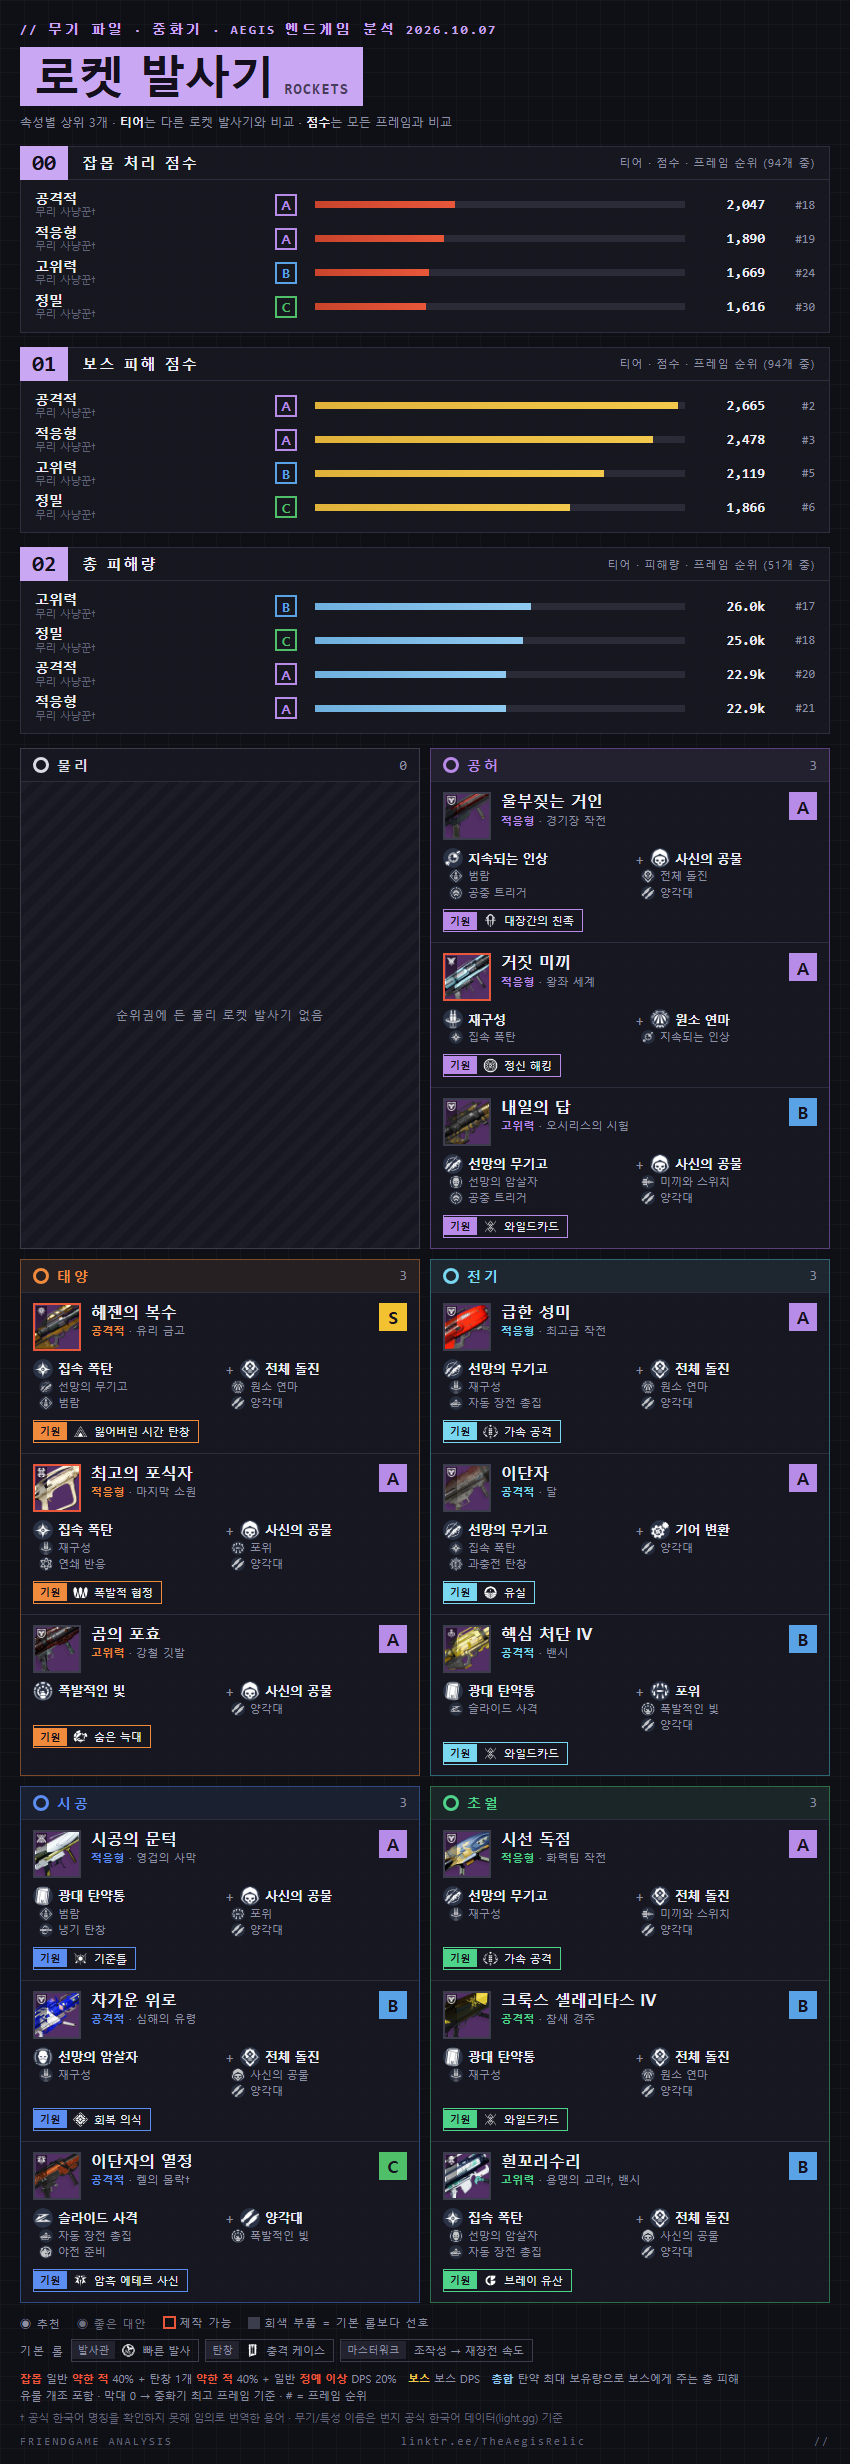 // 무기 파일 · 중화기 · AEGIS 엔드게임 분석 2026.10.07
로켓 발사기 ROCKETS
속성별 상위 3개 · 티어는 다른 로켓 발사기와 비교 · 점수는 모든 프레임과 비교
00 잡몹 처리 점수 티어 · 점수 · 프레임 순위 (94개 중)
공격적 A 2,047 #18
무리 사냥꾼†
적응형 A 1,890 #19
무리 사냥꾼†
고위력 B 1,669 #24
무리 사냥꾼†
정밀 C 1,616 #30
무리 사냥꾼†
01 보스 피해 점수 티어 · 점수 · 프레임 순위 (94개 중)
공격적 A 2,665 #2
무리 사냥꾼†
적응형 A 2,478 #3
무리 사냥꾼†
고위력 B 2,119 #5
무리 사냥꾼†
정밀 C 1,866 #6
무리 사냥꾼†
02 총 피해량 티어 · 피해량 · 프레임 순위 (51개 중)
고위력 B 26.0k #17
무리 사냥꾼†
정밀 C 25.0k #18
무리 사냥꾼†
공격적 A 22.9k #20
무리 사냥꾼†
적응형 A 22.9k #21
무리 사냥꾼†
물리 0
순위권에 든 물리 로켓 발사기 없음
공허 3
울부짖는 거인 A
적응형 · 경기장 작전
지속되는 인상 + 사신의 공물
범람 전체 돌진
공중 트리거 양각대
기원 대장간의 친족
거짓 미끼 A
적응형 · 왕좌 세계
재구성 + 원소 연마
집속 폭탄 지속되는 인상
기원 정신 해킹
내일의 답 B
고위력 · 오시리스의 시험
선망의 무기고 + 사신의 공물
선망의 암살자 미끼와 스위치
공중 트리거 양각대
기원 와일드카드
태양 3
헤젠의 복수 S
공격적 · 유리 금고
집속 폭탄 + 전체 돌진
선망의 무기고 원소 연마
범람 양각대
기원 잃어버린 시간 탄창
최고의 포식자 A
적응형 · 마지막 소원
집속 폭탄 + 사신의 공물
재구성 포위
연쇄 반응 양각대
기원 폭발적 협정
곰의 포효 A
고위력 · 강철 깃발
폭발적인 빛 + 사신의 공물
양각대
기원 숨은 늑대
전기 3
급한 성미 A
적응형 · 최고급 작전
선망의 무기고 + 전체 돌진
재구성 원소 연마
자동 장전 총집 양각대
기원 가속 공격
이단자 A
공격적 · 달
선망의 무기고 + 기어 변환
집속 폭탄 양각대
과충전 탄창
기원 유실
핵심 처단 IV B
공격적 · 밴시
광대 탄약통 + 포위
슬라이드 사격 폭발적인 빛
양각대
기원 와일드카드
시공 3
시공의 문턱 A
적응형 · 영겁의 사막
광대 탄약통 + 사신의 공물
범람 포위
냉기 탄창 양각대
기원 기준틀
차가운 위로 B
공격적 · 심해의 유령
선망의 암살자 + 전체 돌진
재구성 사신의 공물
양각대
기원 회복 의식
이단자의 열정 C
공격적 · 켈의 몰락†
슬라이드 사격 + 양각대
자동 장전 총집 폭발적인 빛
야전 준비
기원 암흑 에테르 사신
초월 3
시선 독점 A
적응형 · 화력팀 작전
선망의 무기고 + 전체 돌진
재구성 미끼와 스위치
양각대
기원 가속 공격
크룩스 셀레리타스 IV B
공격적 · 참새 경주
광대 탄약통 + 전체 돌진
재구성 원소 연마
양각대
기원 와일드카드
흰꼬리수리 B
고위력 · 용맹의 교리†, 밴시
집속 폭탄 + 전체 돌진
선망의 암살자 사신의 공물
자동 장전 총집 양각대
기원 브레이 유산
추천 좋은 대안 제작 가능 회색 부품 = 기본 롤보다 선호
기본 롤 발사관 빠른 발사 탄창 충격 케이스 마스터워크 조작성 → 재장전 속도
잡몹 일반 약한 적 40% + 탄창 1개 약한 적 40% + 일반 정예 이상 DPS 20% 보스 보스 DPS 총합 탄약 최대 보유량으로 보스에게 주는 총 피해
유물 개조 포함 · 막대 0 → 중화기 최고 프레임 기준 · # = 프레임 순위
† 공식 한국어 명칭을 확인하지 못해 임의로 번역한 용어 · 무기/특성 이름은 번지 공식 한국어 데이터(light.gg) 기준
FRIENDGAME ANALYSIS linktr.ee/TheAegisRelic //